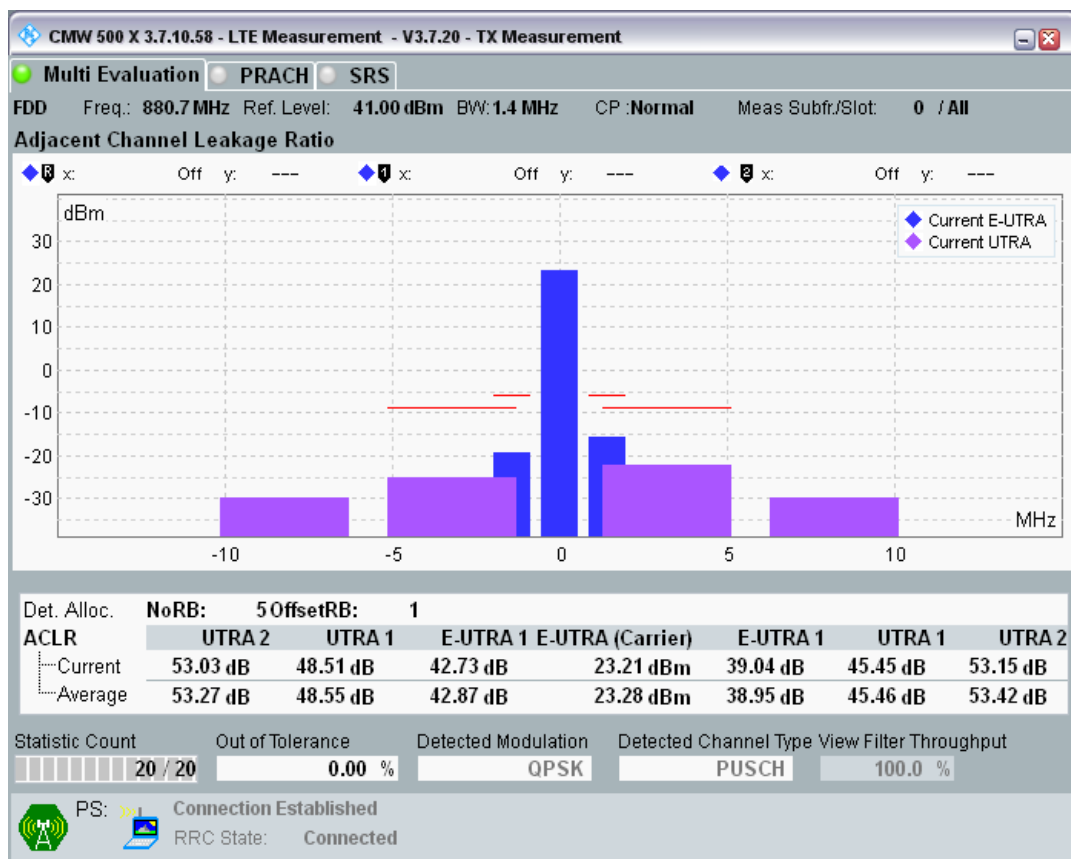 CMW 500 X 3.7.10.58 - LTE Measurement - V3.7.20 - TX Measurement
Multi Evaluation PRACH SRS
FDD Freq.: 880.7 MHz Ref. Level: 41.00 dBm BW: 1.4 MHz CP :Normal Meas Subfr./Slot: 0 / All
Adjacent Channel Leakage Ratio
R x: Off y: --- 1 x: Off y: --- 2 x: Off y: ---
dBm
Current E-UTRA
Current UTRA
30
20
10
0
-10
-20
-30
MHz
-10 -5 0 5 10
Det. Alloc. NoRB: 5 OffsetRB: 1
ACLR UTRA 2 UTRA 1 E-UTRA 1 E-UTRA (Carrier) E-UTRA 1 UTRA 1 UTRA 2
Current 53.03 dB 48.51 dB 42.73 dB 23.21 dBm 39.04 dB 45.45 dB 53.15 dB
Average 53.27 dB 48.55 dB 42.87 dB 23.28 dBm 38.95 dB 45.46 dB 53.42 dB
Statistic Count Out of Tolerance Detected Modulation Detected Channel Type View Filter Throughput
20 / 20 0.00 % QPSK PUSCH 100.0 %
PS: Connection Established
RRC State: Connected